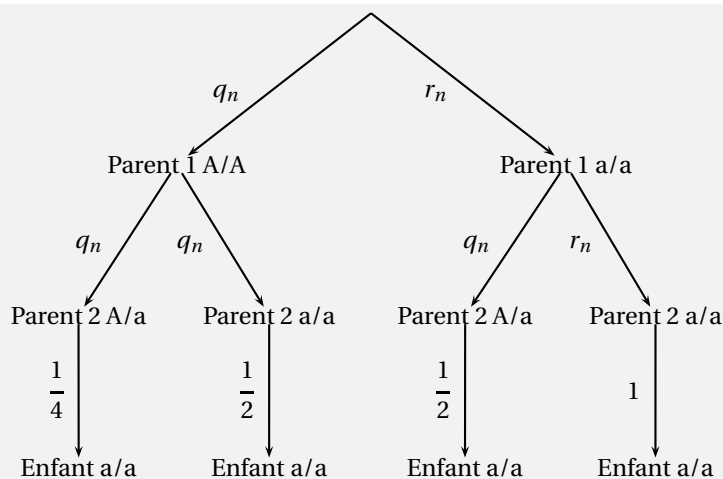 q_n r_n
Parent 1 A/A Parent 1 a/a
q_n q_n q_n r_n
Parent 2 A/a Parent 2 a/a Parent 2 A/a Parent 2 a/a
1/4 1/2 1/2 1
Enfant a/a Enfant a/a Enfant a/a Enfant a/a